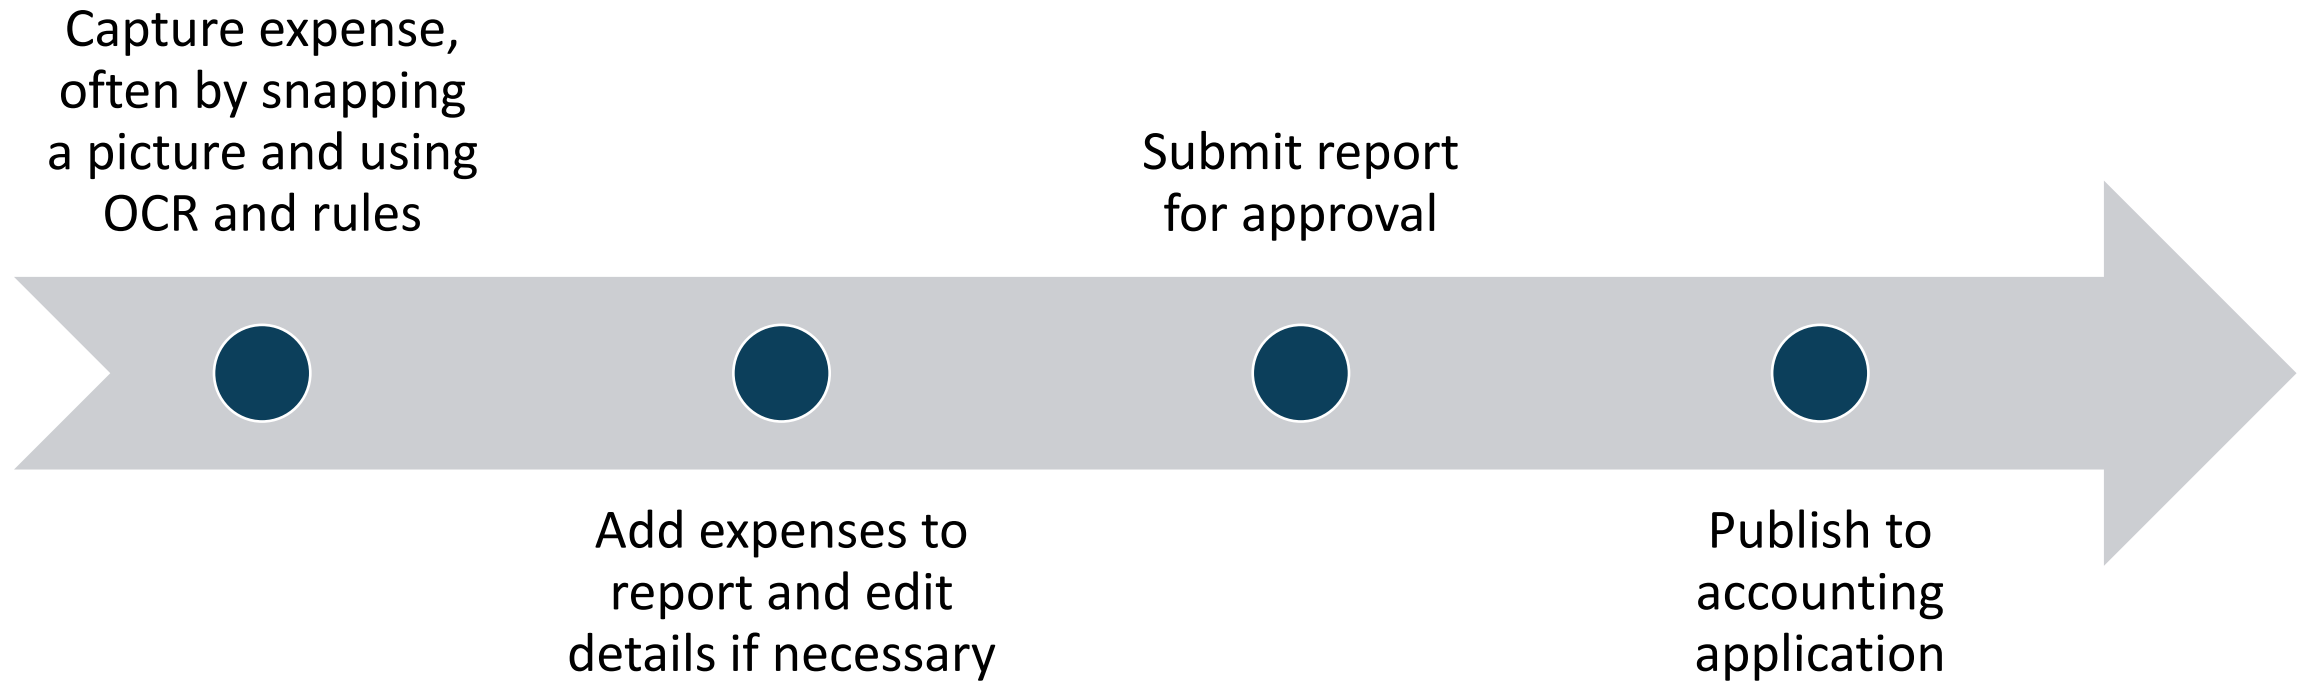 Capture expense,
often by snapping
a picture and using
OCR and rules
Add expenses to
report and edit
details if necessary
Submit report
for approval
Publish to
accounting
application